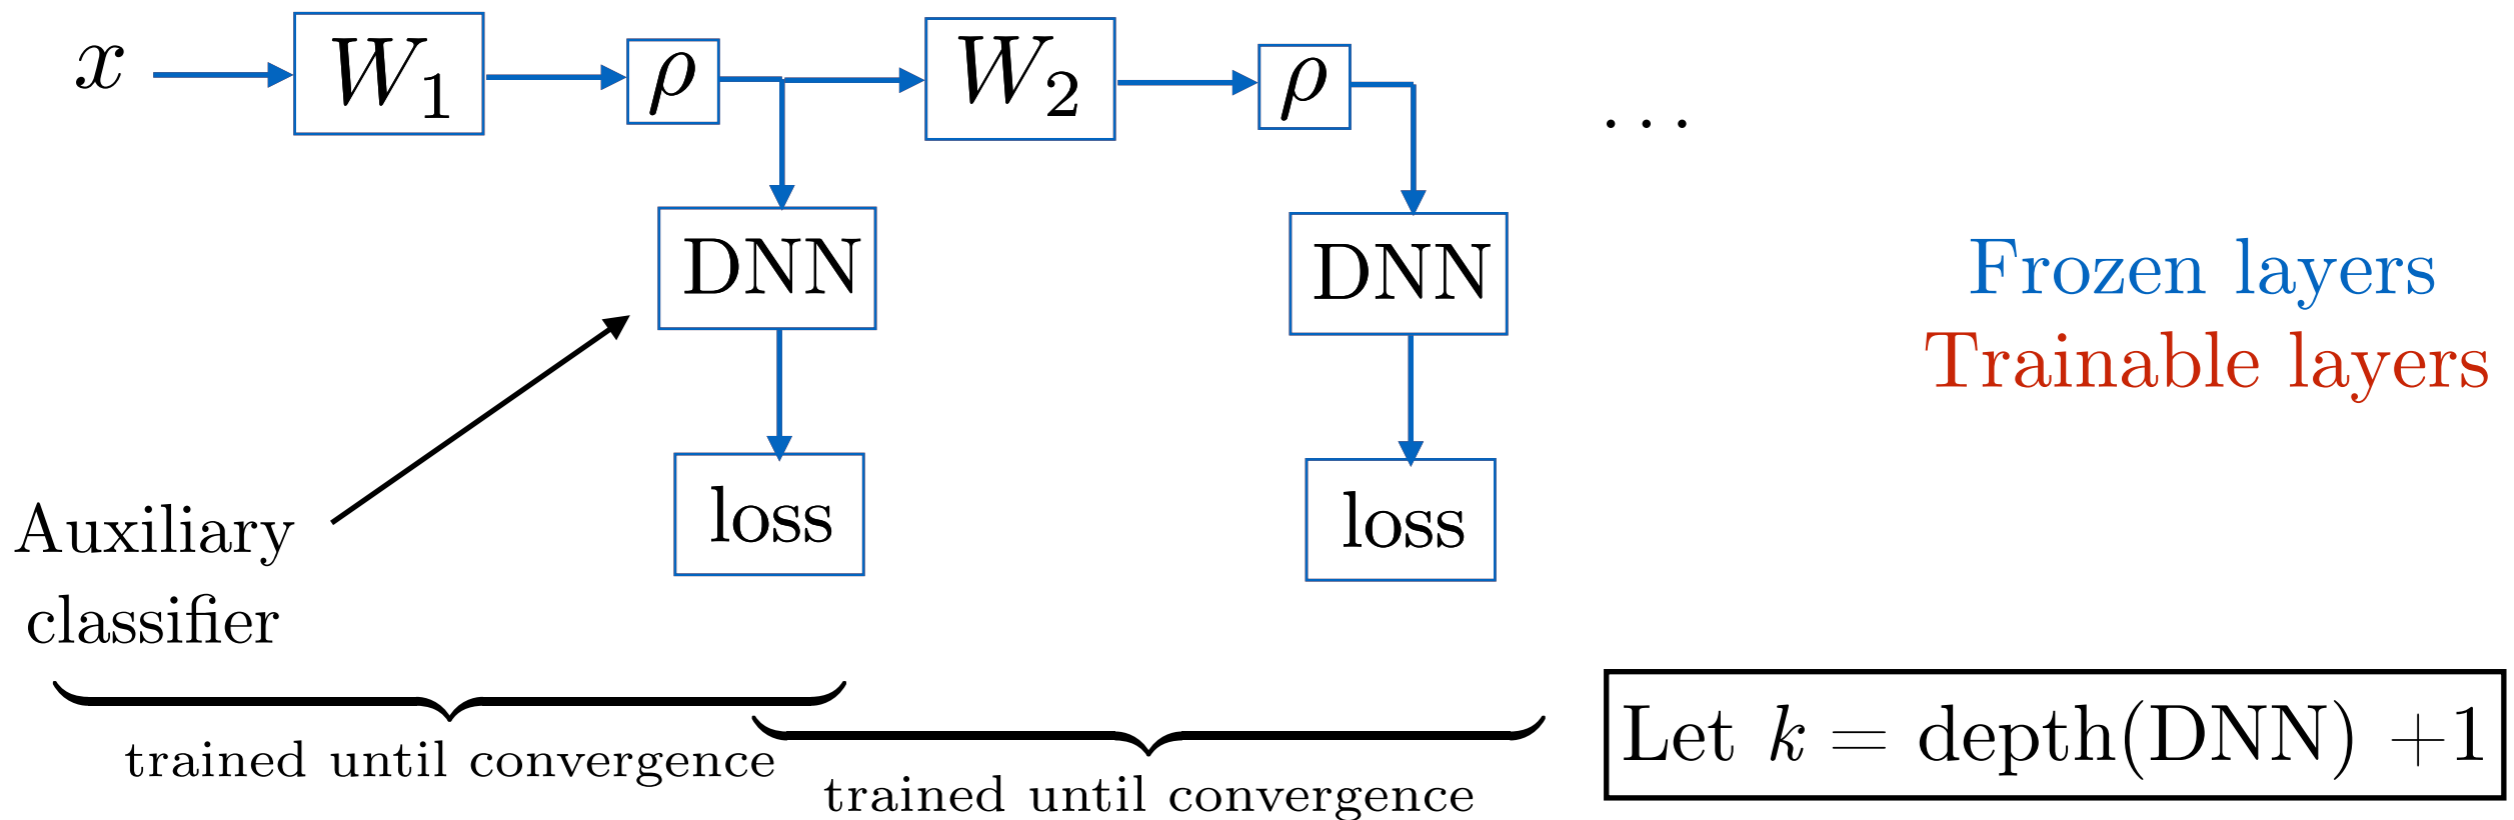 x W₁ ρ W₂ ρ ...
DNN DNN
Frozen layers
Trainable layers
loss loss
Auxiliary
classifier
trained until convergence
trained until convergence
Let k = depth(DNN) +1